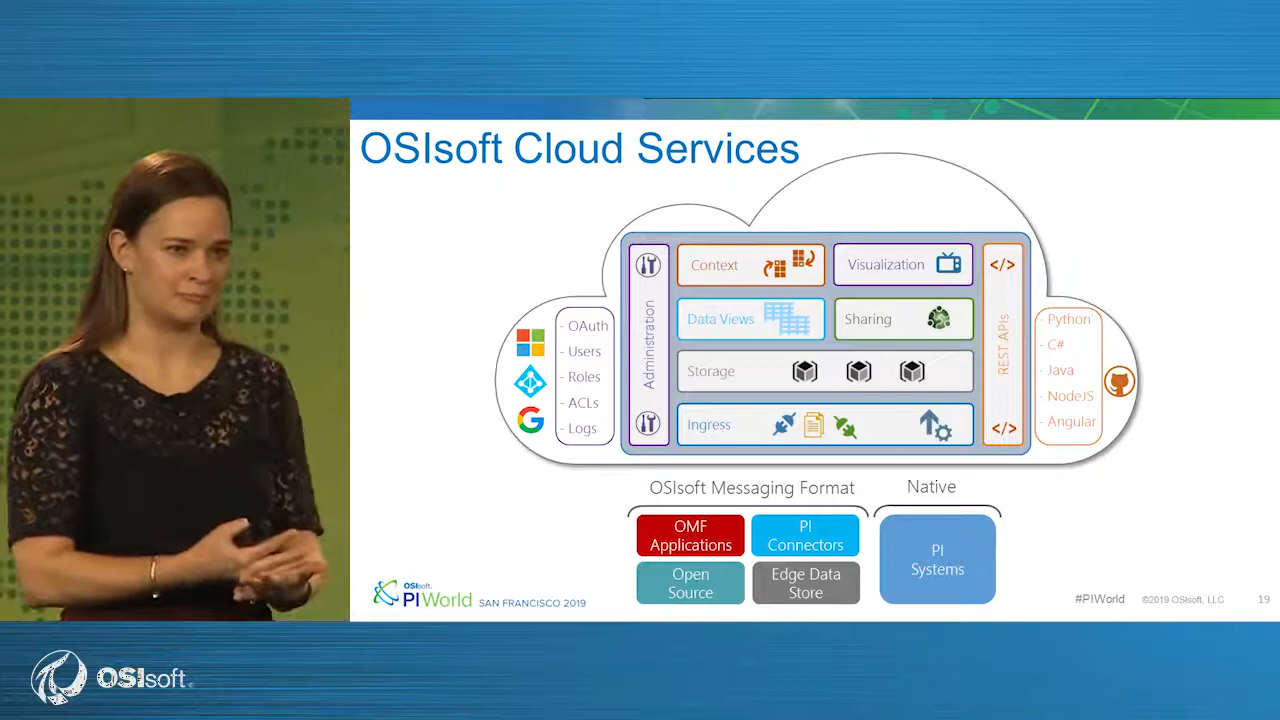 OSIsoft Cloud Services
Context
Visualization
Data Views
Sharing
Storage
Ingress
Administration
REST APIs
</>
</>
- OAuth
- Users
- Roles
- ACLs
- Logs
- Python
- C#
- Java
- NodeJS
- Angular
OSIsoft Messaging Format
Native
OMF
Applications
PI
Connectors
Open
Source
Edge Data
Store
PI
Systems
OSIsoft.
PI World SAN FRANCISCO 2019
#PIWorld
©2019 OSIsoft, LLC
19
OSIsoft.